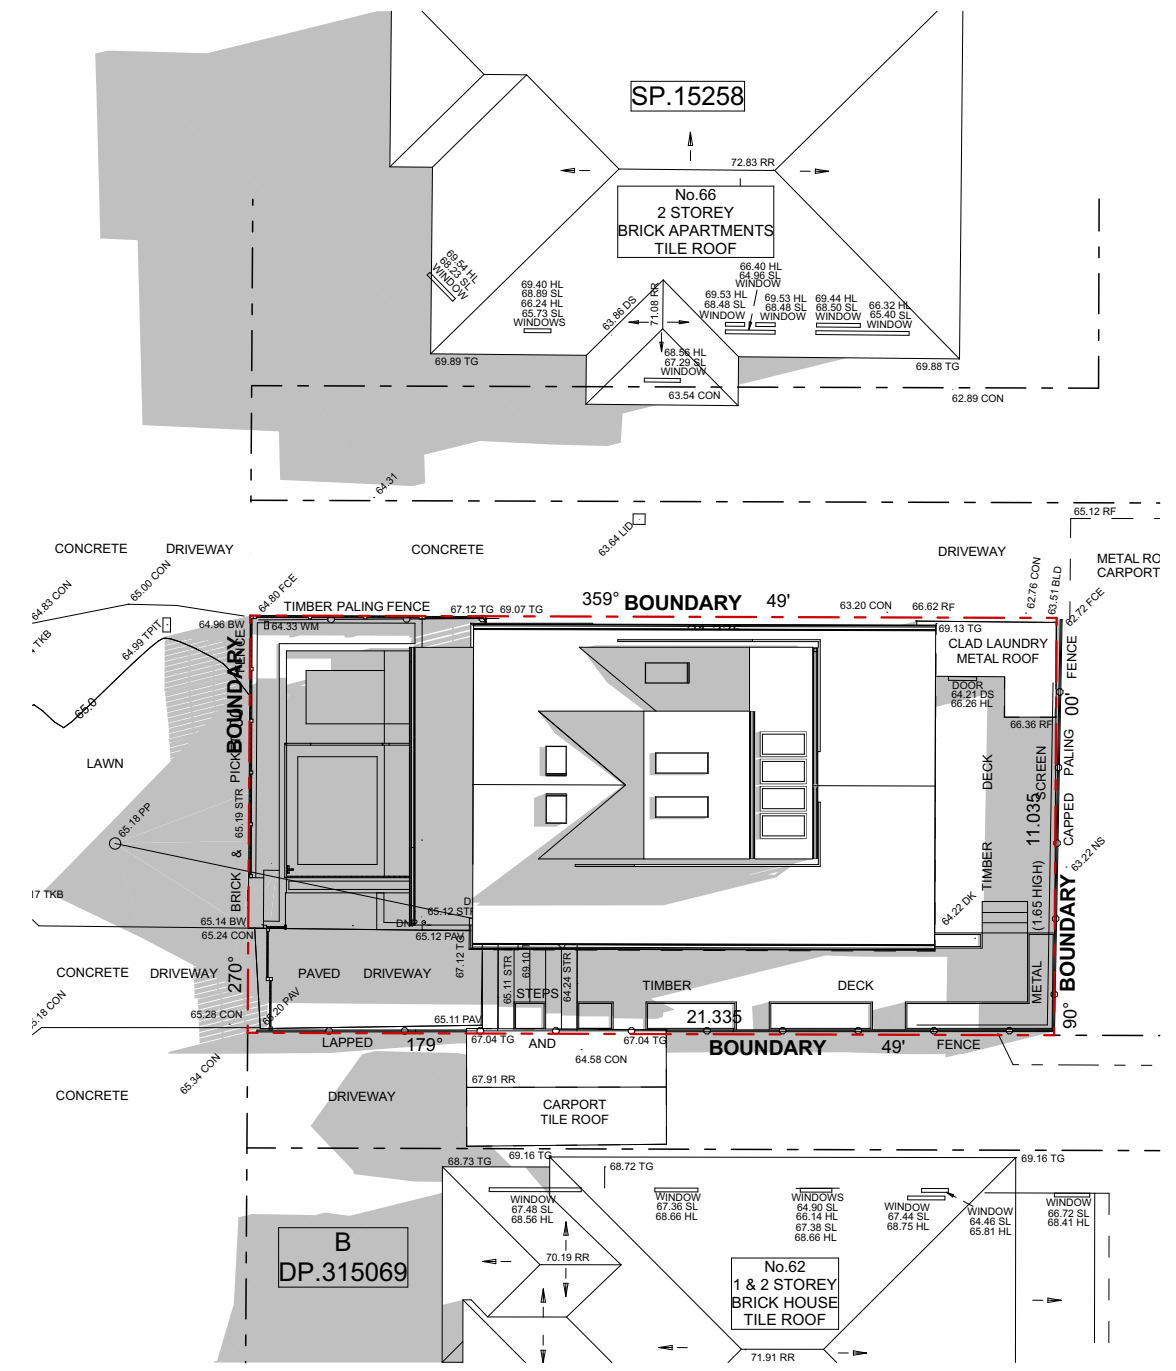 SP.15258
72.83 RR
No.66
2 STOREY
BRICK APARTMENTS
TILE ROOF
69.54 HL
68.23 SL
WINDOW
69.40 HL
68.89 SL
66.24 HL
65.73 SL
WINDOWS
63.86 DS
71.08 RR
66.40 HL
64.96 SL
WINDOW
69.53 HL
68.48 SL
WINDOW
69.53 HL
68.48 SL
WINDOW
69.44 HL
68.50 SL
WINDOW
66.32 HL
65.40 SL
WINDOW
68.56 HL
67.29 SL
WINDOW
69.89 TG
69.88 TG
63.54 CON
62.89 CON
64.31
65.12 RF
63.64 LID
CONCRETE
DRIVEWAY
CONCRETE
DRIVEWAY
METAL RO
CARPORT
64.83 CON
65.00 CON
64.80 FCE
62.76 CON
63.51 BLD
62.72 FCE
TKB
64.99 TPIT
64.96 BW
64.33 WM
TIMBER PALING FENCE
67.12 TG
69.07 TG
359° BOUNDARY 49'
63.20 CON
66.62 RF
69.13 TG
CLAD LAUNDRY
METAL ROOF
DOOR
64.21 DS
66.26 HL
66.36 RF
65.0
LAWN
65.18 PP
BOUNDARY
270°
BRICK & PICKET
FENCE
65.19 STR
17 TKB
65.14 BW
65.24 CON
65.12 STR
65.12 PAV
67.12 TG
64.22 DK
TIMBER DECK
METAL (1.65 HIGH) SCREEN
11.035
CAPPED PALING FENCE
63.22 NS
90° BOUNDARY 00'
CONCRETE
DRIVEWAY
PAVED DRIVEWAY
65.11 STR
69.10
64.24 STR
STEPS
TIMBER
DECK
65.18 CON
65.28 CON
65.20 PAV
65.11 PAV
21.335
67.04 TG
67.04 TG
LAPPED
179°
AND
BOUNDARY
49'
FENCE
65.34 CON
64.58 CON
67.91 RR
CONCRETE
DRIVEWAY
CARPORT
TILE ROOF
68.73 TG
69.16 TG
68.72 TG
69.16 TG
WINDOW
67.48 SL
68.56 HL
WINDOW
67.36 SL
68.66 HL
WINDOWS
64.90 SL
66.14 HL
67.38 SL
68.66 HL
WINDOW
67.44 SL
68.75 HL
WINDOW
64.46 SL
65.81 HL
WINDOW
66.72 SL
68.41 HL
B
DP.315069
70.19 RR
No.62
1 & 2 STOREY
BRICK HOUSE
TILE ROOF
71.91 RR